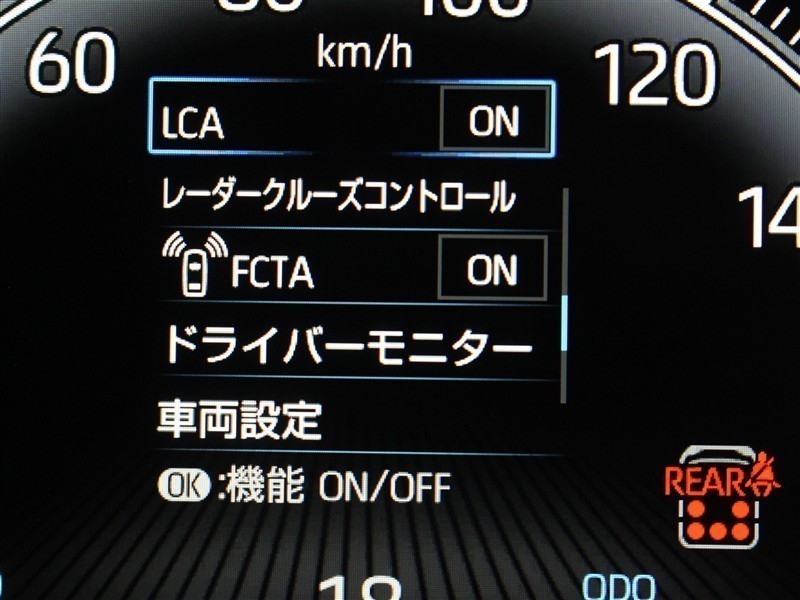 60
km/h
120
LCA ON
レーダークルーズコントロール
14
FCTA ON
ドライバーモニター
車両設定
OK :機能 ON/OFF
REAR
ODO